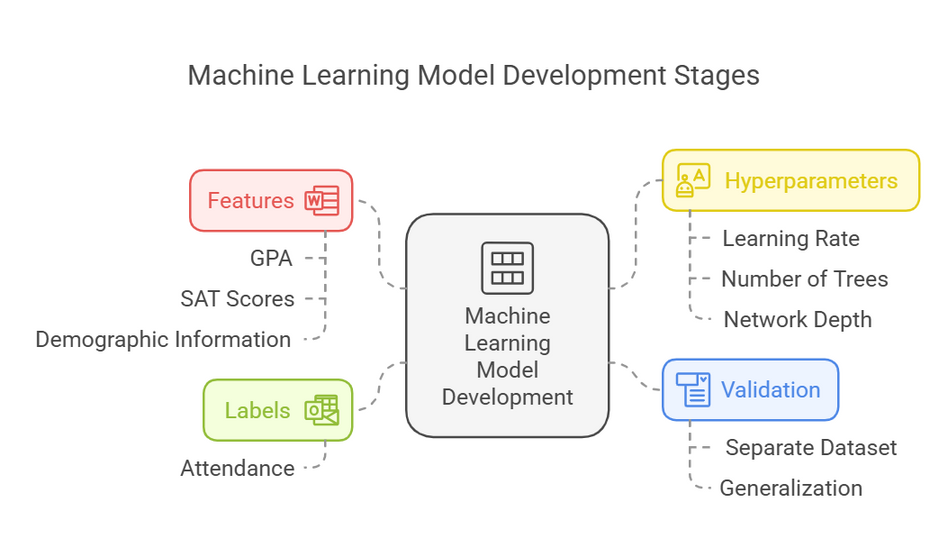 Machine Learning Model Development Stages
Features
W
GPA
SAT Scores
Demographic Information
Labels
O
Attendance
Machine
Learning
Model
Development
A
Hyperparameters
Learning Rate
Number of Trees
Network Depth
Validation
Separate Dataset
Generalization